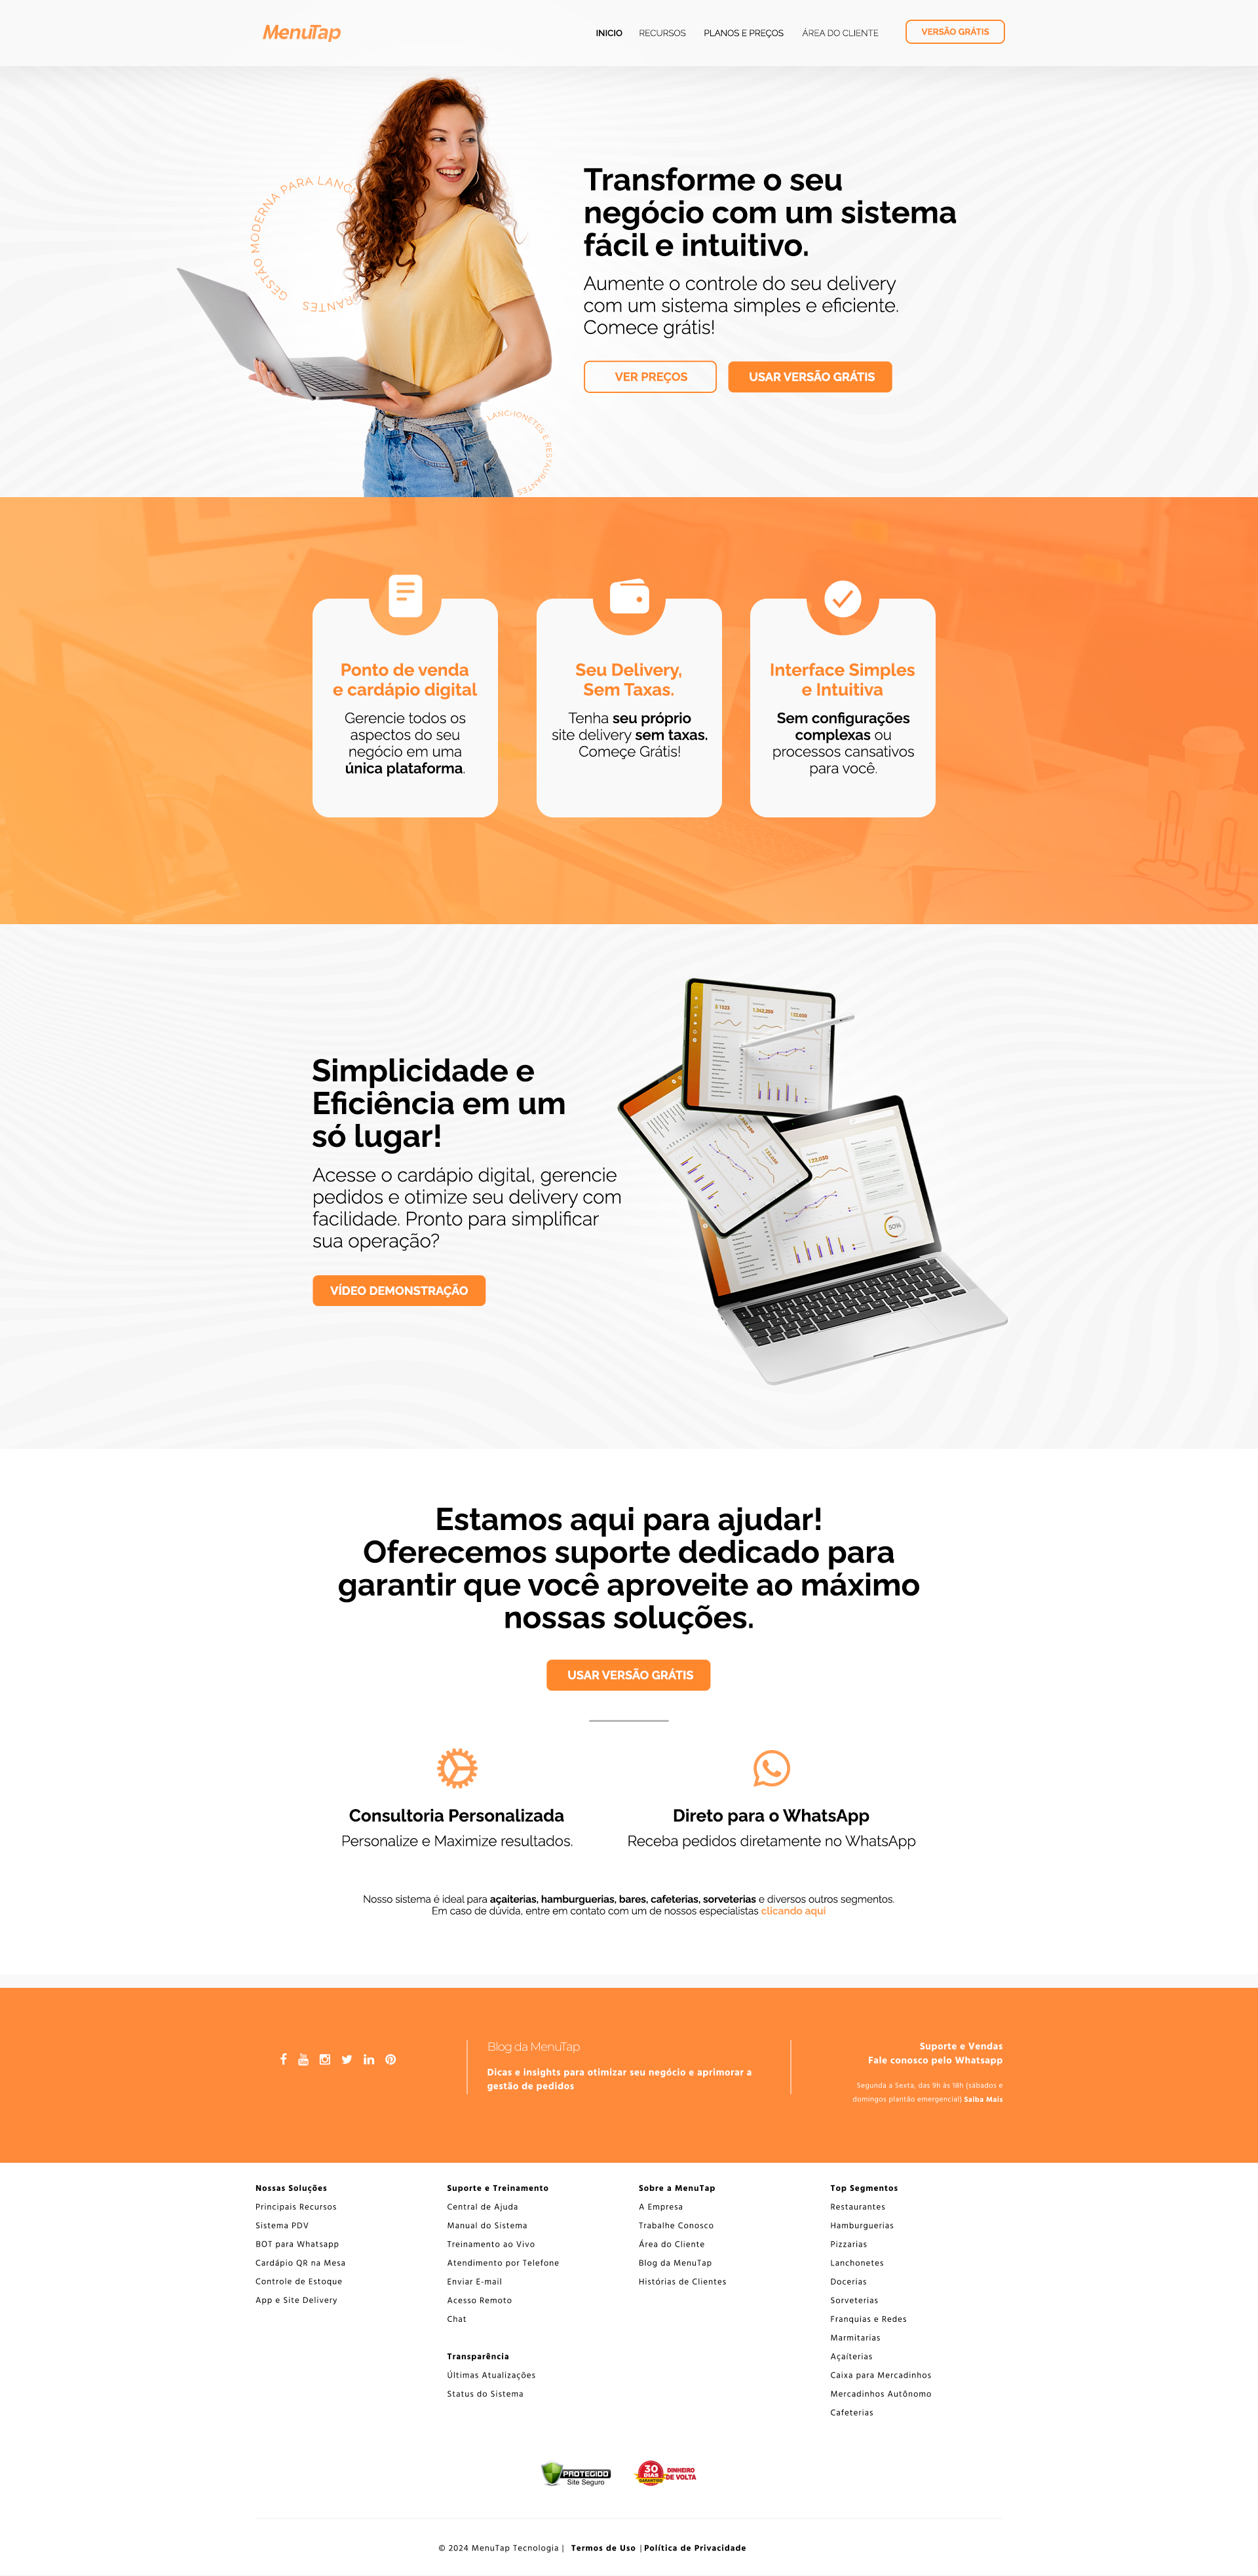 MenuTap
INICIO
RECURSOS
PLANOS E PREÇOS
ÁREA DO CLIENTE
VERSÃO GRÁTIS
GESTÃO MODERNA PARA LANCH
RANTES
Transforme o seu
negócio com um sistema
fácil e intuitivo.
Aumente o controle do seu delivery
com um sistema simples e eficiente.
Comece grátis!
VER PREÇOS
USAR VERSÃO GRÁTIS
LANCHONETES E RESTAURANTES
Ponto de venda
e cardápio digital
Gerencie todos os
aspectos do seu
negócio em uma
única plataforma.
Seu Delivery,
Sem Taxas.
Tenha seu próprio
site delivery sem taxas.
Começe Grátis!
Interface Simples
e Intuitiva
Sem configurações
complexas ou
processos cansativos
para você.
Simplicidade e
Eficiência em um
só lugar!
Acesse o cardápio digital, gerencie
pedidos e otimize seu delivery com
facilidade. Pronto para simplificar
sua operação?
VÍDEO DEMONSTRAÇÃO
50%
Estamos aqui para ajudar!
Oferecemos suporte dedicado para
garantir que você aproveite ao máximo
nossas soluções.
USAR VERSÃO GRÁTIS
Consultoria Personalizada
Personalize e Maximize resultados.
Direto para o WhatsApp
Receba pedidos diretamente no WhatsApp
Nosso sistema é ideal para açaiterias, hamburguerias, bares, cafeterias, sorveterias e diversos outros segmentos.
Em caso de dúvida, entre em contato com um de nossos especialistas clicando aqui
Blog da MenuTap
Dicas e insights para otimizar seu negócio e aprimorar a
gestão de pedidos
Suporte e Vendas
Fale conosco pelo Whatsapp
Segunda a Sexta, das 9h às 18h (sábados e
domingos plantão emergencial) Saiba Mais
Nossas Soluções
Principais Recursos
Sistema PDV
BOT para Whatsapp
Cardápio QR na Mesa
Controle de Estoque
App e Site Delivery
Suporte e Treinamento
Central de Ajuda
Manual do Sistema
Treinamento ao Vivo
Atendimento por Telefone
Enviar E-mail
Acesso Remoto
Chat
Transparência
Últimas Atualizações
Status do Sistema
Sobre a MenuTap
A Empresa
Trabalhe Conosco
Área do Cliente
Blog da MenuTap
Histórias de Clientes
Top Segmentos
Restaurantes
Hamburguerias
Pizzarias
Lanchonetes
Docerias
Sorveterias
Franquias e Redes
Marmitarias
Açaíterias
Caixa para Mercadinhos
Mercadinhos Autônomo
Cafeterias
PROTEGIDO
Site Seguro
30
DIAS
GARANTIDO
DINHEIRO
DE VOLTA
© 2024 MenuTap Tecnologia | Termos de Uso | Política de Privacidade